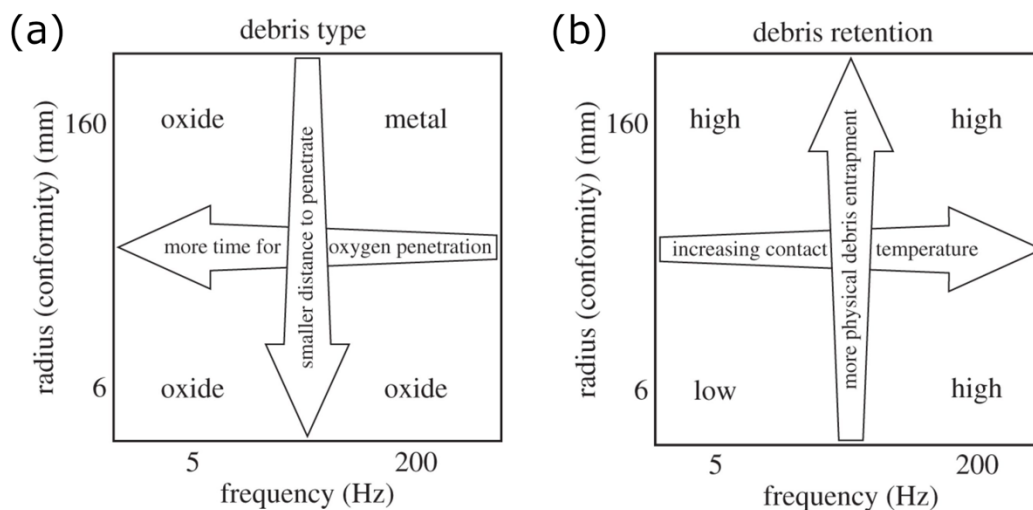 (a)
debris type
radius (conformity) (mm)
160
oxide
metal
smaller distance to penetrate
more time for oxygen penetration
6
oxide
oxide
5
200
frequency (Hz)
(b)
debris retention
radius (conformity) (mm)
160
high
high
more physical debris entrapment
increasing contact temperature
6
low
high
5
200
frequency (Hz)